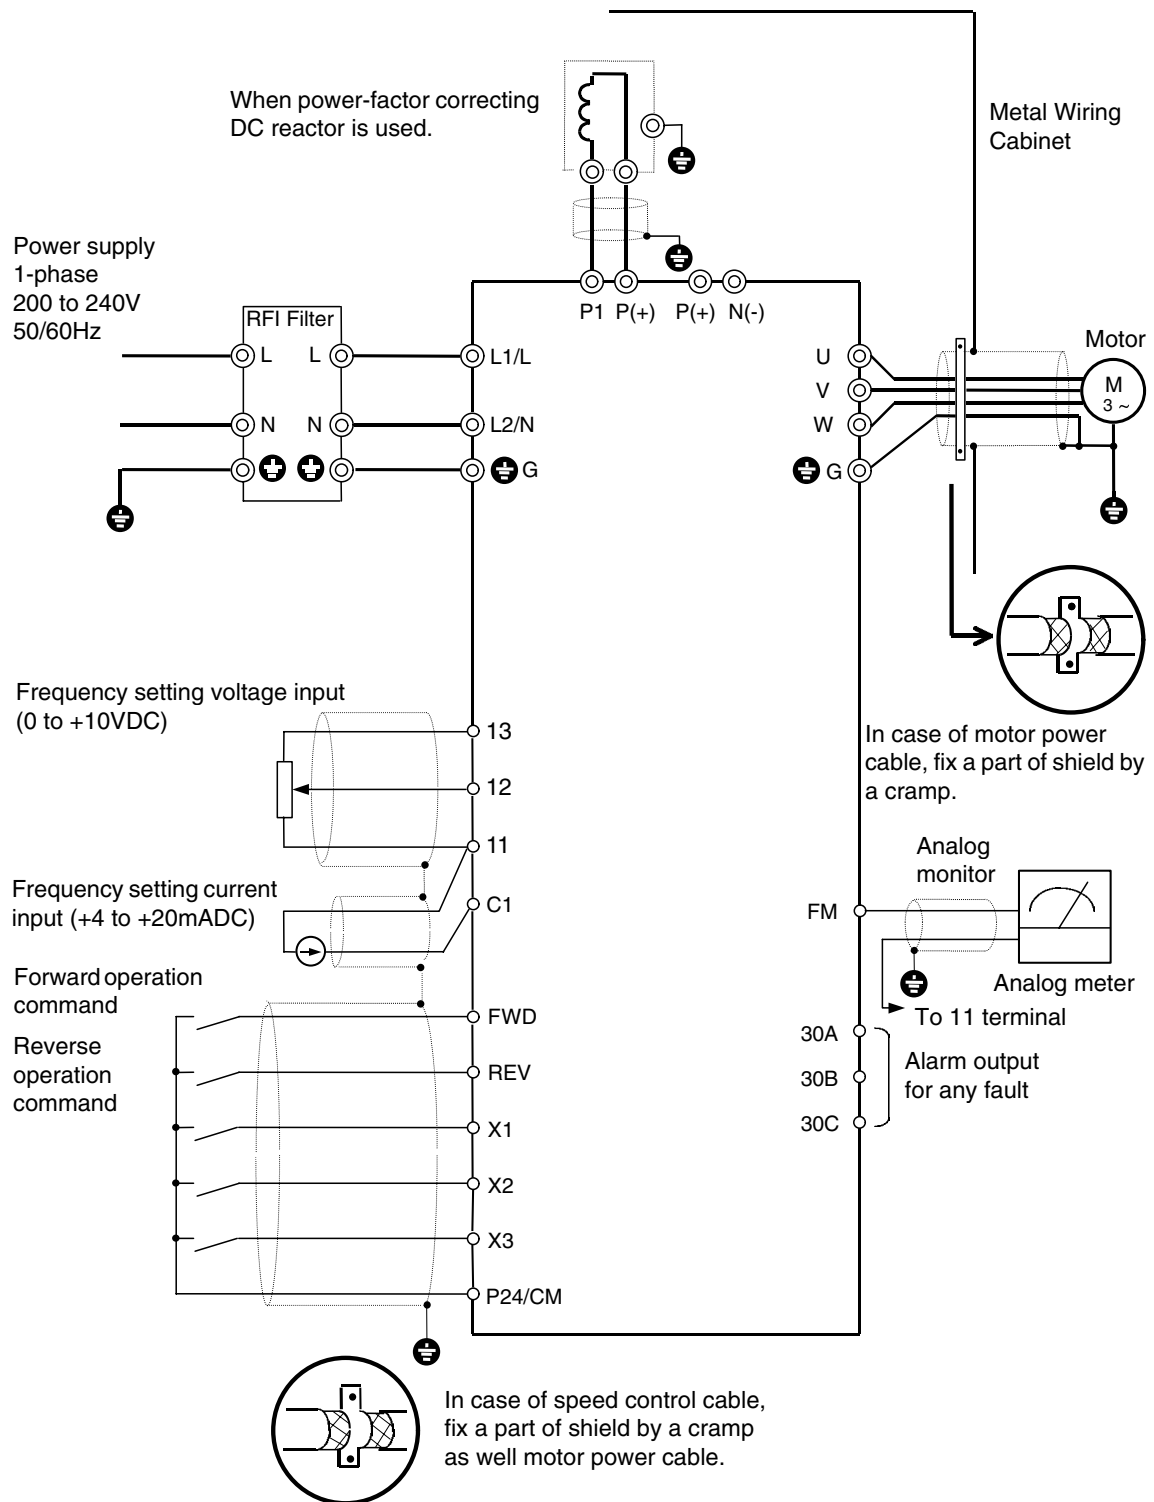 When power-factor correcting
DC reactor is used.
Metal Wiring
Cabinet
Power supply
1-phase
200 to 240V
50/60Hz
RFI Filter
P1 P(+) P(+) N(-)
Motor
L L L1/L
U
M
3 ~
V
N N L2/N
W
G
G
Frequency setting voltage input
(0 to +10VDC)
13
12
11
In case of motor power
cable, fix a part of shield by
a cramp.
Frequency setting current
input (+4 to +20mADC)
C1
Analog
monitor
FM
Analog meter
To 11 terminal
Forward operation
command
FWD
Reverse
operation
command
REV
30A
30B
30C
Alarm output
for any fault
X1
X2
X3
P24/CM
In case of speed control cable,
fix a part of shield by a cramp
as well motor power cable.